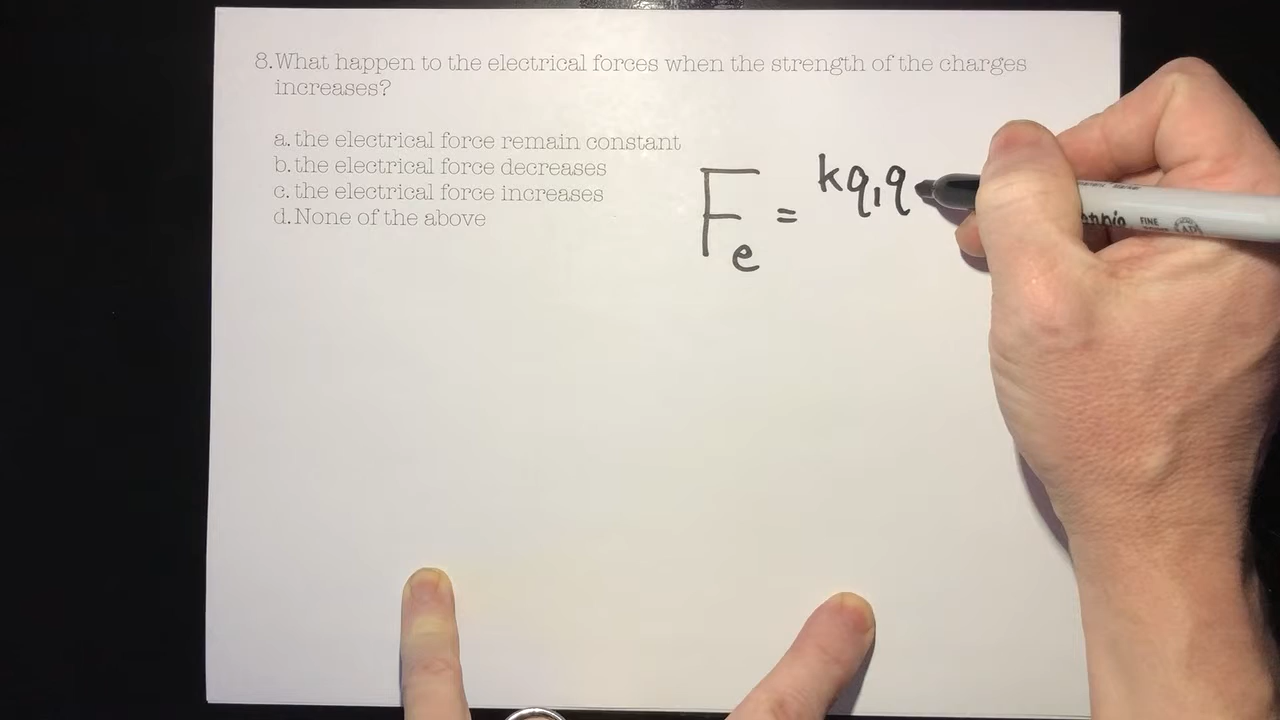 8. What happen to the electrical forces when the strength of the charges
increases?
a. the electrical force remain constant
b. the electrical force decreases
c. the electrical force increases
d. None of the above
Fe = kq1q
FINE